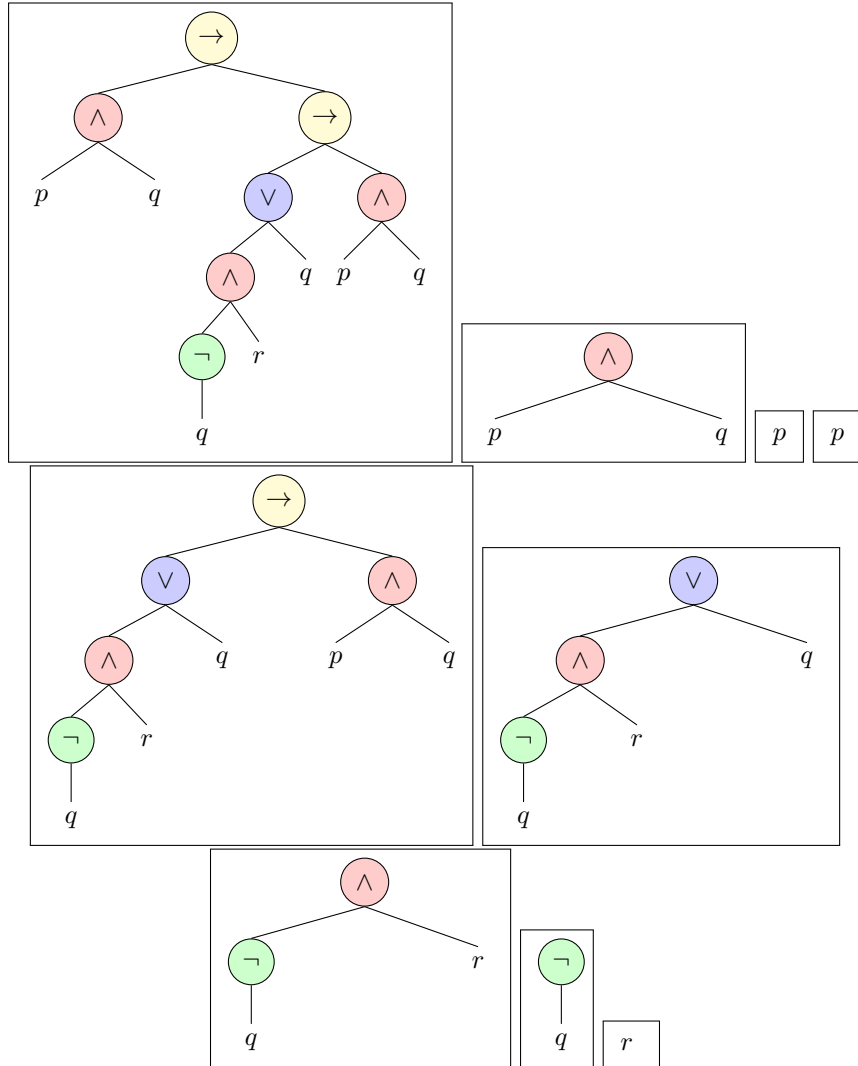 →
∧ →
p q ∨ ∧
∧ q p q
¬ r
q
∧
p q
p
p
→
∨ ∧
∧ q p q
¬ r
q
∨
∧ q
¬ r
q
∧
¬ r
q
¬
q
r